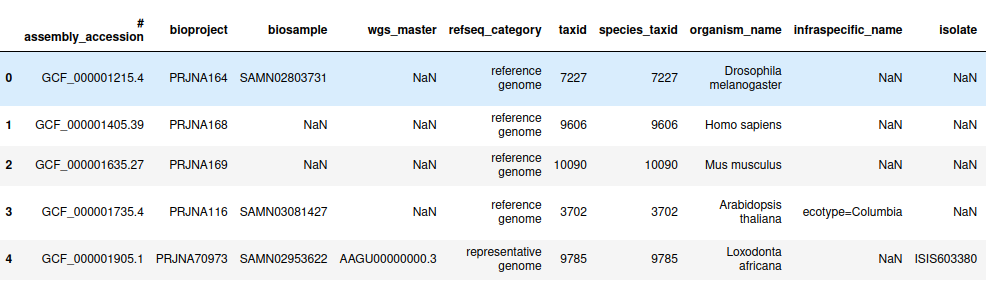 # assembly_accession bioproject biosample wgs_master refseq_category taxid species_taxid organism_name infraspecific_name isolate
0 GCF_000001215.4 PRJNA164 SAMN02803731 NaN reference genome 7227 7227 Drosophila melanogaster NaN NaN
1 GCF_000001405.39 PRJNA168 NaN NaN reference genome 9606 9606 Homo sapiens NaN NaN
2 GCF_000001635.27 PRJNA169 NaN NaN reference genome 10090 10090 Mus musculus NaN NaN
3 GCF_000001735.4 PRJNA116 SAMN03081427 NaN reference genome 3702 3702 Arabidopsis thaliana ecotype=Columbia NaN
4 GCF_000001905.1 PRJNA70973 SAMN02953622 AAGU00000000.3 representative genome 9785 9785 Loxodonta africana NaN ISIS603380